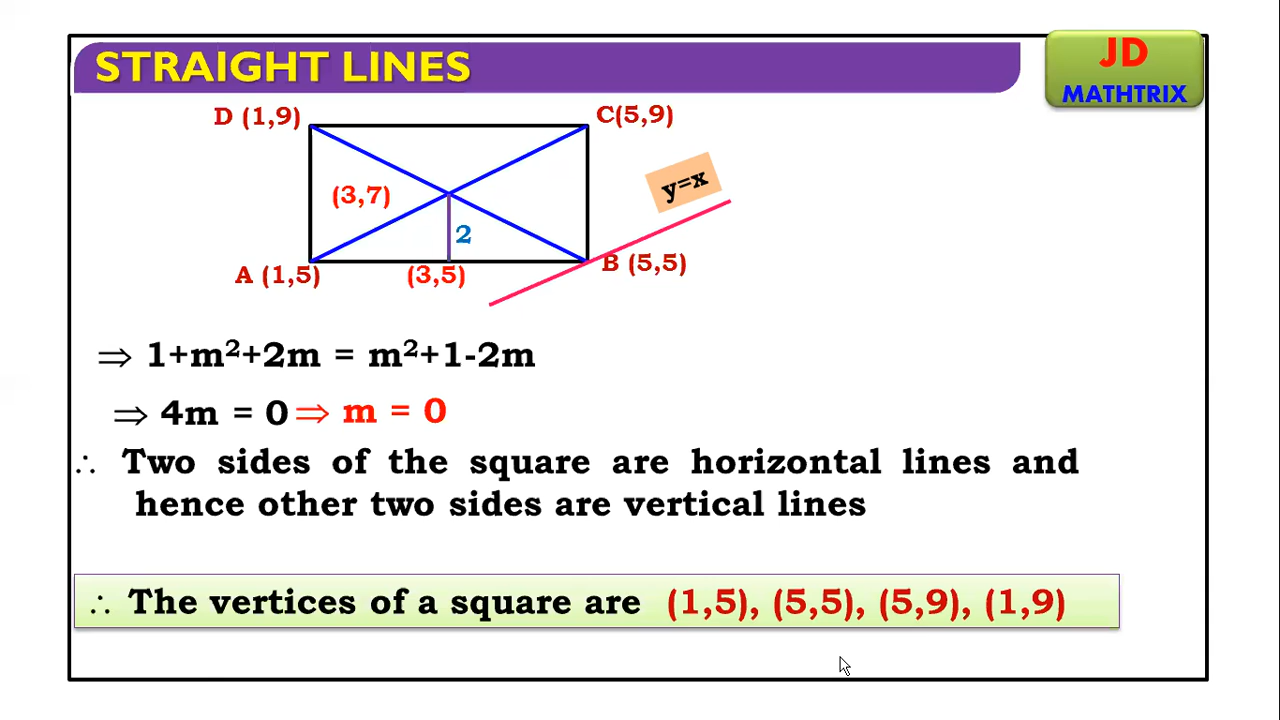 STRAIGHT LINES
JD
MATHTRIX
D (1,9)
C(5,9)
y=x
(3,7)
2
A (1,5)
(3,5)
B (5,5)
⇒ 1+m²+2m = m²+1-2m
⇒ 4m = 0 ⇒ m = 0
∴ Two sides of the square are horizontal lines and
hence other two sides are vertical lines
∴ The vertices of a square are (1,5), (5,5), (5,9), (1,9)